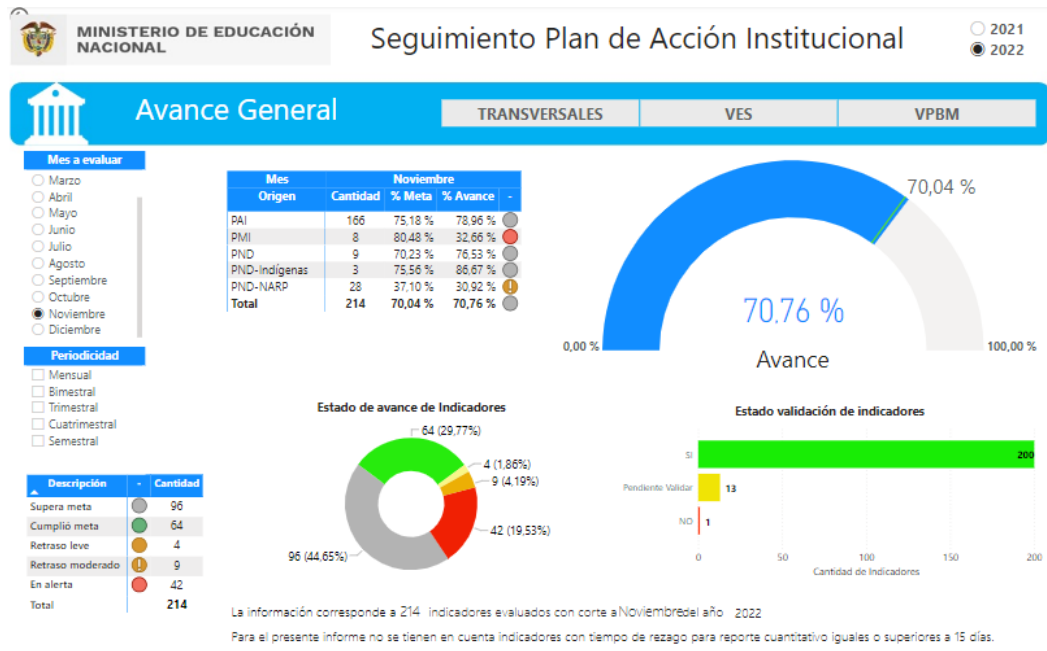 MINISTERIO DE EDUCACIÓN
NACIONAL
Seguimiento Plan de Acción Institucional
2021
2022
Avance General
TRANSVERSALES
VES
VPBM
Mes a evaluar
Marzo
Abril
Mayo
Junio
Julio
Agosto
Septiembre
Octubre
Noviembre
Diciembre
Periodicidad
Mensual
Bimestral
Trimestral
Cuatrimestral
Semestral
Mes Noviembre
Origen Cantidad % Meta % Avance -
PAI 166 75,18 % 78,96 %
PMI 8 80,48 % 32,66 %
PND 9 70,23 % 76,53 %
PND-Indígenas 3 75,56 % 86,67 %
PND-NARP 28 37,10 % 30,92 % !
Total 214 70,04 % 70,76 %
70,04 %
70,76 %
0,00 %
100,00 %
Avance
Estado de avance de Indicadores
64 (29,77%)
4 (1,86%)
9 (4,19%)
42 (19,53%)
96 (44,65%)
Estado validación de indicadores
SI 200
Pendiente Validar 13
NO 1
0 50 100 150 200
Cantidad de Indicadores
Descripción - Cantidad
Supera meta 96
Cumplió meta 64
Retraso leve 4
Retraso moderado ! 9
En alerta 42
Total 214
La información corresponde a 214 indicadores evaluados con corte a Noviembre del año 2022
Para el presente informe no se tienen en cuenta indicadores con tiempo de rezago para reporte cuantitativo iguales o superiores a 15 días.